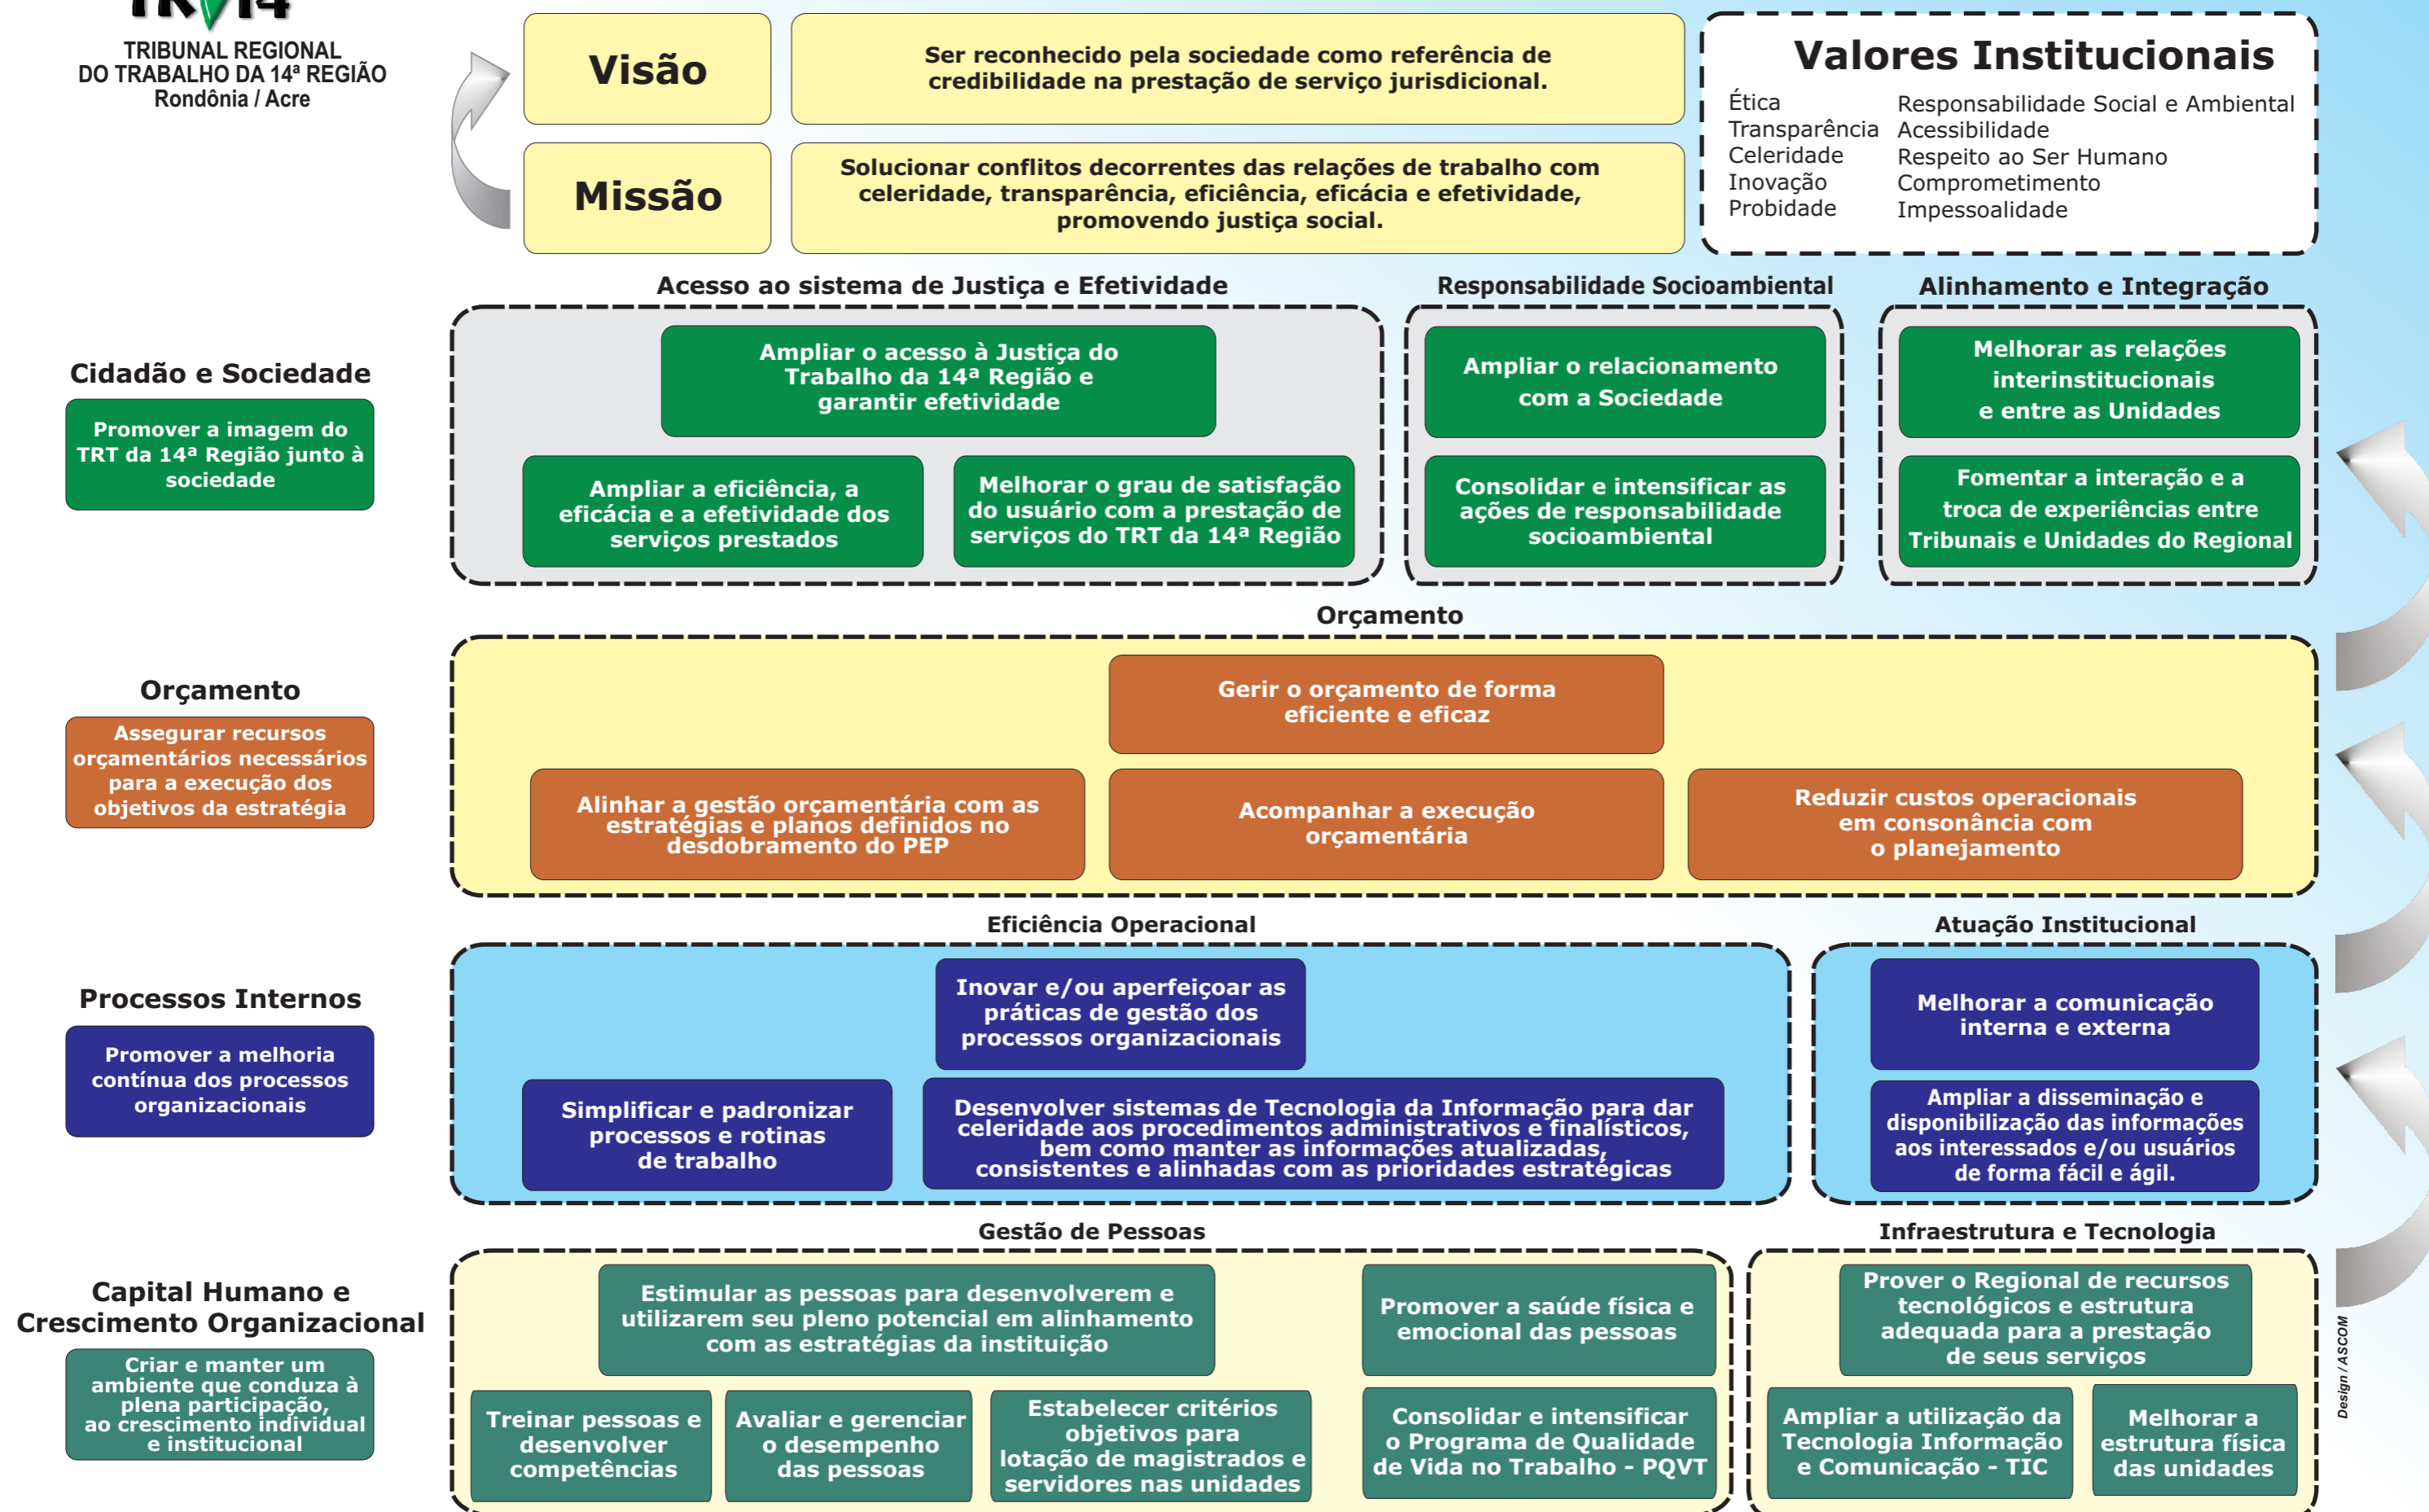 TRT14
TRIBUNAL REGIONAL
DO TRABALHO DA 14ª REGIÃO
Rondônia / Acre
Visão
Ser reconhecido pela sociedade como referência de
credibilidade na prestação de serviço jurisdicional.
Missão
Solucionar conflitos decorrentes das relações de trabalho com
celeridade, transparência, eficiência, eficácia e efetividade,
promovendo justiça social.
Valores Institucionais
Ética
Transparência
Celeridade
Inovação
Probidade
Responsabilidade Social e Ambiental
Acessibilidade
Respeito ao Ser Humano
Comprometimento
Impessoalidade
Cidadão e Sociedade
Promover a imagem do
TRT da 14ª Região junto à
sociedade
Acesso ao sistema de Justiça e Efetividade
Ampliar o acesso à Justiça do
Trabalho da 14ª Região e
garantir efetividade
Ampliar a eficiência, a
eficácia e a efetividade dos
serviços prestados
Melhorar o grau de satisfação
do usuário com a prestação de
serviços do TRT da 14ª Região
Responsabilidade Socioambiental
Ampliar o relacionamento
com a Sociedade
Consolidar e intensificar as
ações de responsabilidade
socioambiental
Alinhamento e Integração
Melhorar as relações
interinstitucionais
e entre as Unidades
Fomentar a interação e a
troca de experiências entre
Tribunais e Unidades do Regional
Orçamento
Assegurar recursos
orçamentários necessários
para a execução dos
objetivos da estratégia
Orçamento
Gerir o orçamento de forma
eficiente e eficaz
Alinhar a gestão orçamentária com as
estratégias e planos definidos no
desdobramento do PEP
Acompanhar a execução
orçamentária
Reduzir custos operacionais
em consonância com
o planejamento
Processos Internos
Promover a melhoria
contínua dos processos
organizacionais
Eficiência Operacional
Inovar e/ou aperfeiçoar as
práticas de gestão dos
processos organizacionais
Simplificar e padronizar
processos e rotinas
de trabalho
Desenvolver sistemas de Tecnologia da Informação para dar
celeridade aos procedimentos administrativos e finalísticos,
bem como manter as informações atualizadas,
consistentes e alinhadas com as prioridades estratégicas
Atuação Institucional
Melhorar a comunicação
interna e externa
Ampliar a disseminação e
disponibilização das informações
aos interessados e/ou usuários
de forma fácil e ágil.
Capital Humano e
Crescimento Organizacional
Criar e manter um
ambiente que conduza à
plena participação,
ao crescimento individual
e institucional
Gestão de Pessoas
Estimular as pessoas para desenvolverem e
utilizarem seu pleno potencial em alinhamento
com as estratégias da instituição
Promover a saúde física e
emocional das pessoas
Treinar pessoas e
desenvolver
competências
Avaliar e gerenciar
o desempenho
das pessoas
Estabelecer critérios
objetivos para
lotação de magistrados e
servidores nas unidades
Consolidar e intensificar
o Programa de Qualidade
de Vida no Trabalho - PQVT
Infraestrutura e Tecnologia
Prover o Regional de recursos
tecnológicos e estrutura
adequada para a prestação
de seus serviços
Ampliar a utilização da
Tecnologia Informação
e Comunicação - TIC
Melhorar a
estrutura física
das unidades
Design / ASCOM